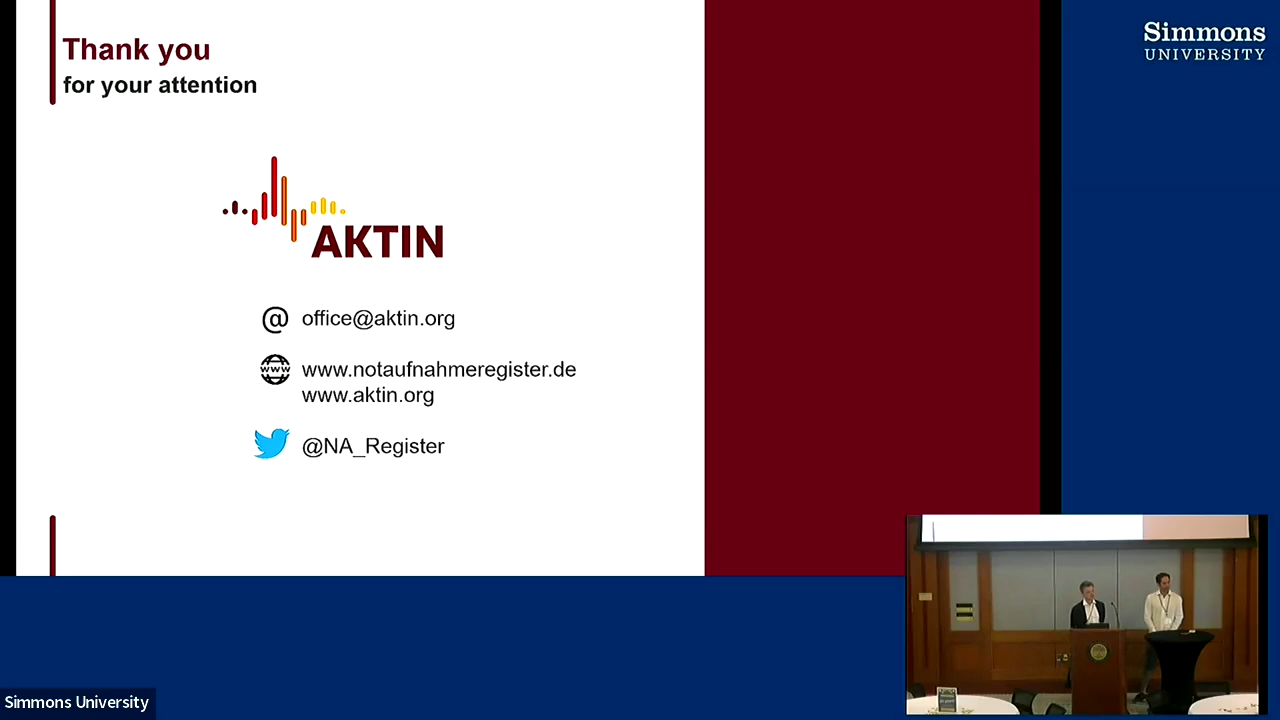 Thank you
for your attention
AKTIN
@ office@aktin.org
www
www.notaufnahmeregister.de
www.aktin.org
@NA_Register
Simmons
UNIVERSITY
Simmons University